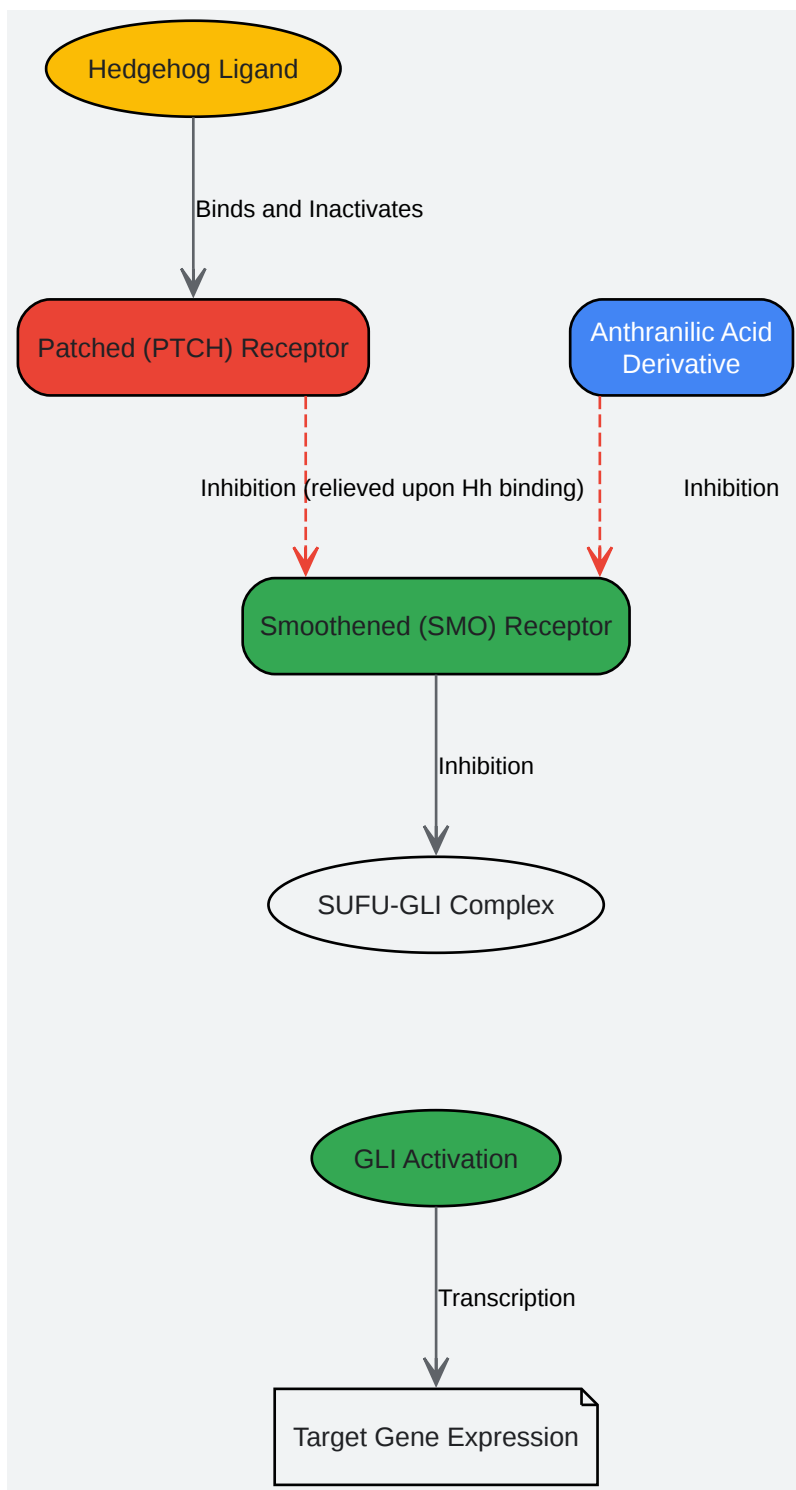 Hedgehog Ligand
Binds and Inactivates
Patched (PTCH) Receptor
Anthranilic Acid
Derivative
Inhibition (relieved upon Hh binding)
Inhibition
Smoothened (SMO) Receptor
Inhibition
SUFU-GLI Complex
GLI Activation
Transcription
Target Gene Expression